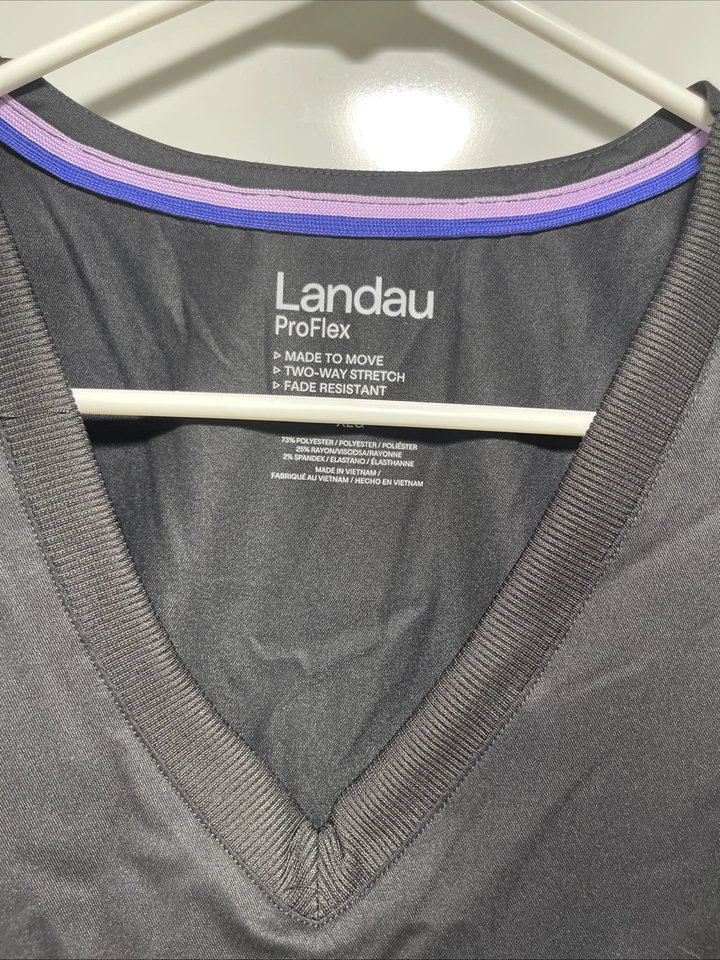 Landau
ProFlex
▷ MADE TO MOVE
▷ TWO-WAY STRETCH
▷ FADE RESISTANT
73% POLYESTER / POLYESTER / POLIÉSTER
25% RAYON/VISCOSA/RAYONNE
2% SPANDEX / ELASTANO / ÉLASTHANNE
MADE IN VIETNAM /
FABRIQUÉ AU VIETNAM / HECHO EN VIETNAM